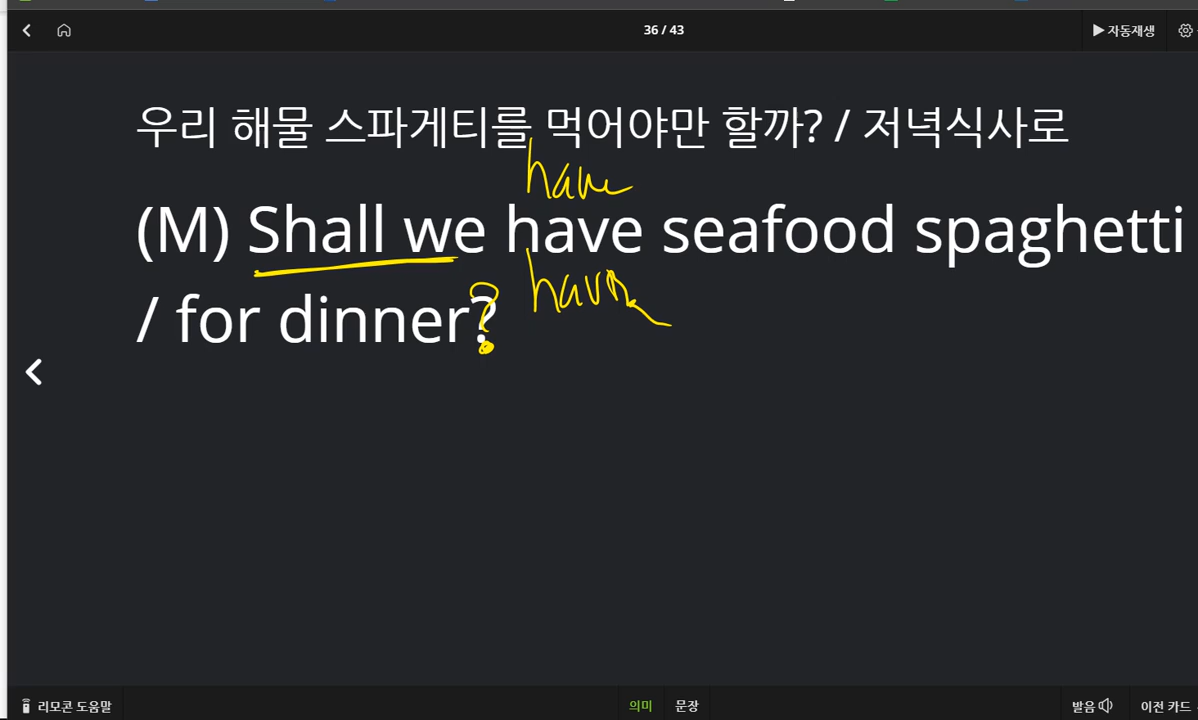 36 / 43
▶ 자동재생
우리 해물 스파게티를 먹어야만 할까? / 저녁식사로
have
(M) Shall we have seafood spaghetti
/ for dinner?
?
리모콘 도움말
의미
문장
발음
이전 카드